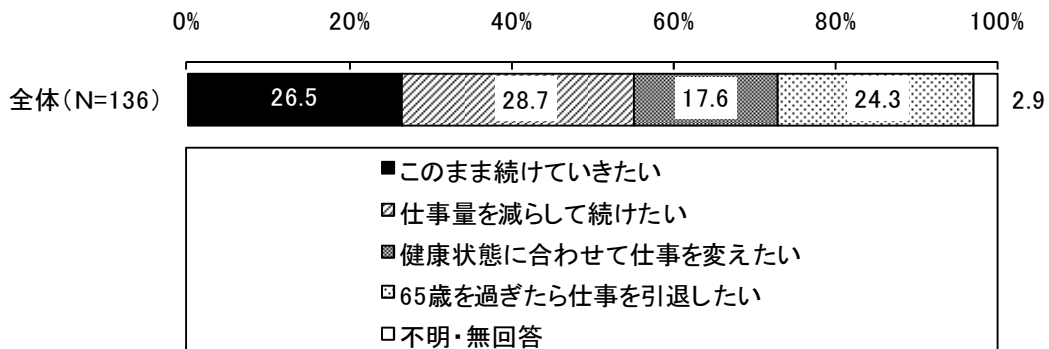 0% 20% 40% 60% 80% 100%
全体(N=136) 26.5 28.7 17.6 24.3 2.9
このまま続けていきたい
仕事量を減らして続けたい
健康状態に合わせて仕事を変えたい
65歳を過ぎたら仕事を引退したい
不明・無回答